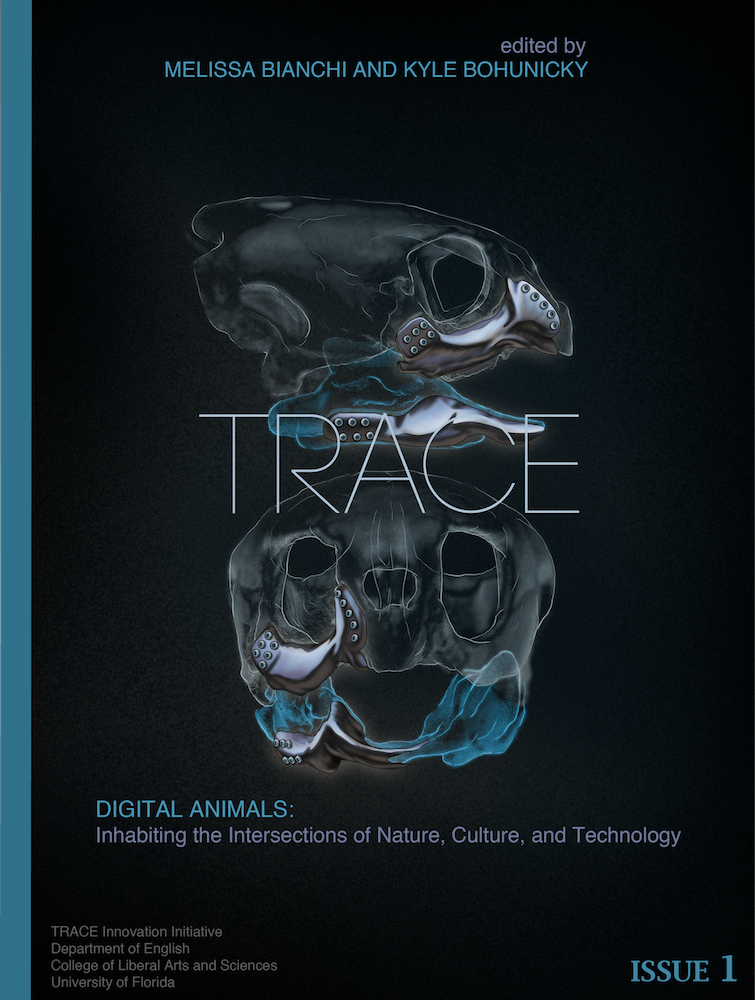 edited by
MELISSA BIANCHI AND KYLE BOHUNICKY
TRACE
DIGITAL ANIMALS:
Inhabiting the Intersections of Nature, Culture, and Technology
TRACE Innovation Initiative
Department of English
College of Liberal Arts and Sciences
University of Florida
ISSUE 1